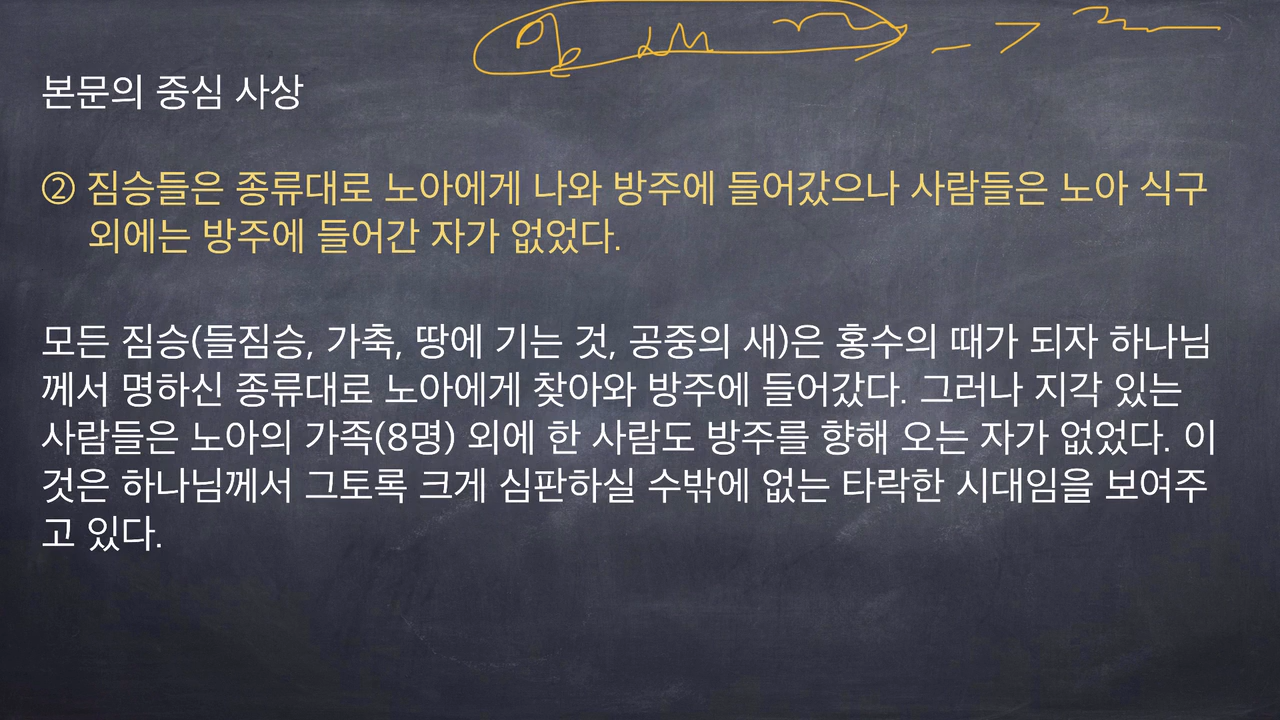 본문의 중심 사상
② 짐승들은 종류대로 노아에게 나와 방주에 들어갔으나 사람들은 노아 식구
외에는 방주에 들어간 자가 없었다.
모든 짐승(들짐승, 가축, 땅에 기는 것, 공중의 새)은 홍수의 때가 되자 하나님
께서 명하신 종류대로 노아에게 찾아와 방주에 들어갔다. 그러나 지각 있는
사람들은 노아의 가족(8명) 외에 한 사람도 방주를 향해 오는 자가 없었다. 이
것은 하나님께서 그토록 크게 심판하실 수밖에 없는 타락한 시대임을 보여주
고 있다.